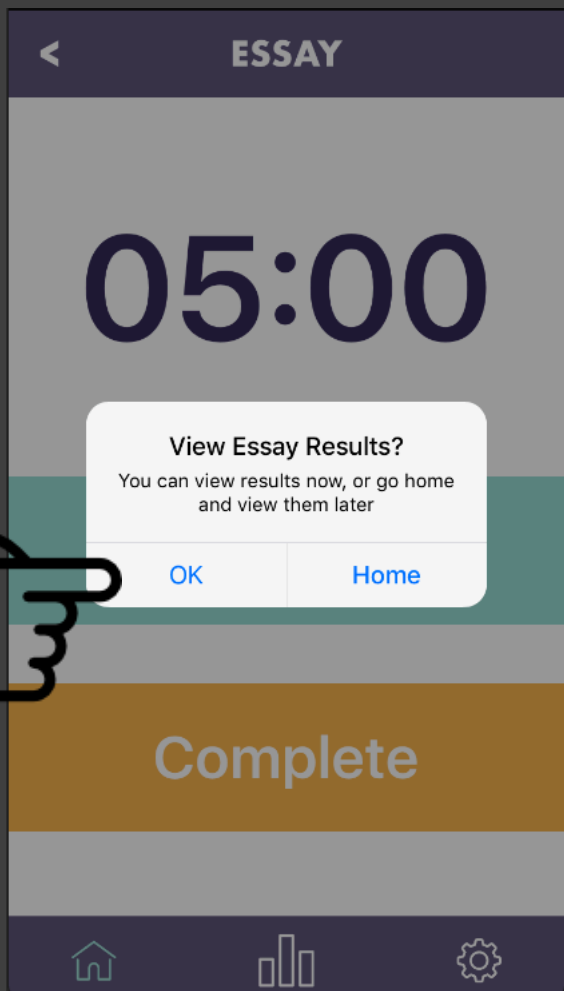 < ESSAY
05:00
View Essay Results?
You can view results now, or go home
and view them later
OK Home
Complete